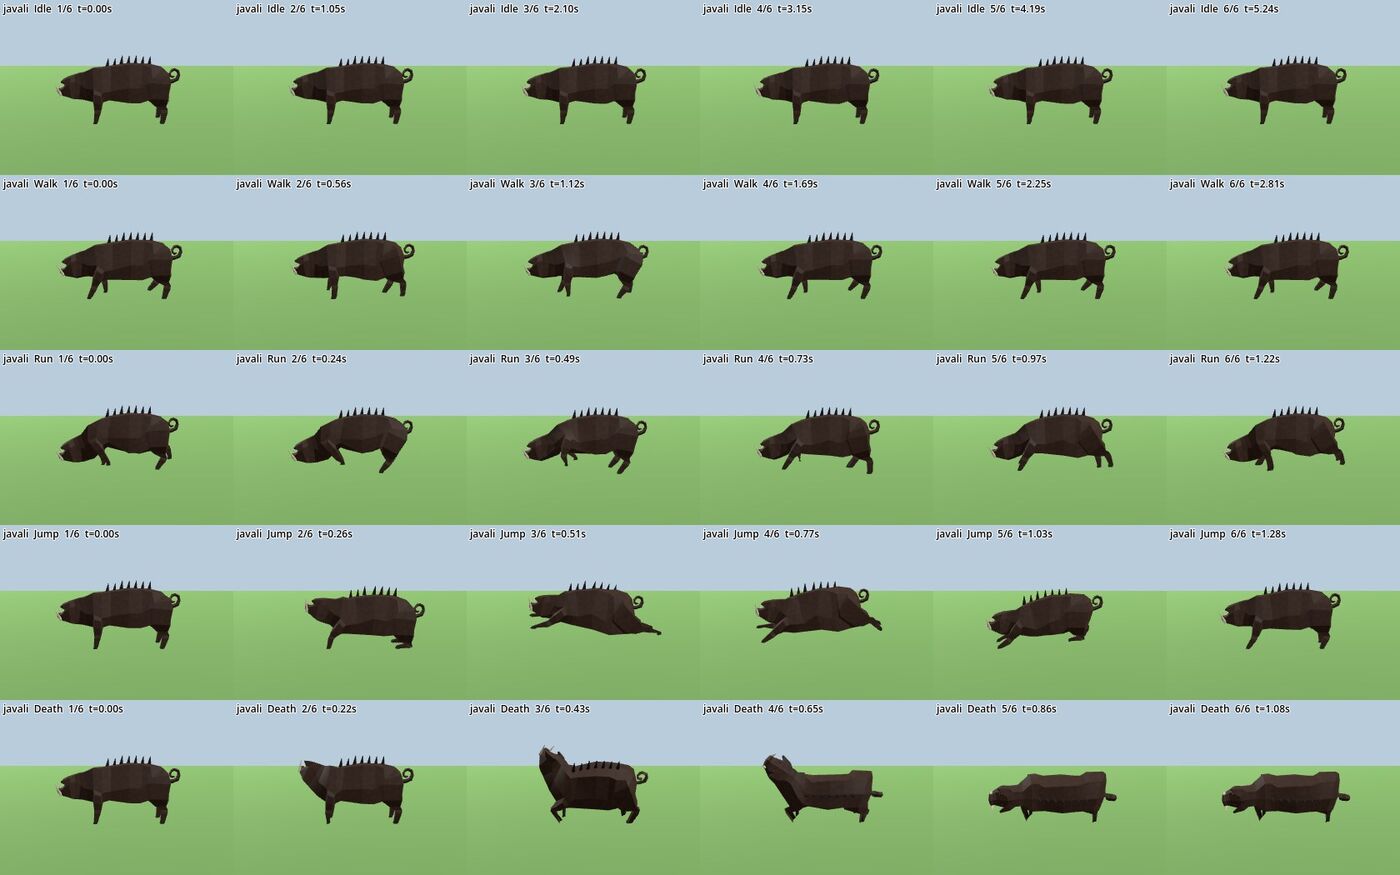 javali Idle 1/6 t=0.00s
javali Idle 2/6 t=1.05s
javali Idle 3/6 t=2.10s
javali Idle 4/6 t=3.15s
javali Idle 5/6 t=4.19s
javali Idle 6/6 t=5.24s
javali Walk 1/6 t=0.00s
javali Walk 2/6 t=0.56s
javali Walk 3/6 t=1.12s
javali Walk 4/6 t=1.69s
javali Walk 5/6 t=2.25s
javali Walk 6/6 t=2.81s
javali Run 1/6 t=0.00s
javali Run 2/6 t=0.24s
javali Run 3/6 t=0.49s
javali Run 4/6 t=0.73s
javali Run 5/6 t=0.97s
javali Run 6/6 t=1.22s
javali Jump 1/6 t=0.00s
javali Jump 2/6 t=0.26s
javali Jump 3/6 t=0.51s
javali Jump 4/6 t=0.77s
javali Jump 5/6 t=1.03s
javali Jump 6/6 t=1.28s
javali Death 1/6 t=0.00s
javali Death 2/6 t=0.22s
javali Death 3/6 t=0.43s
javali Death 4/6 t=0.65s
javali Death 5/6 t=0.86s
javali Death 6/6 t=1.08s